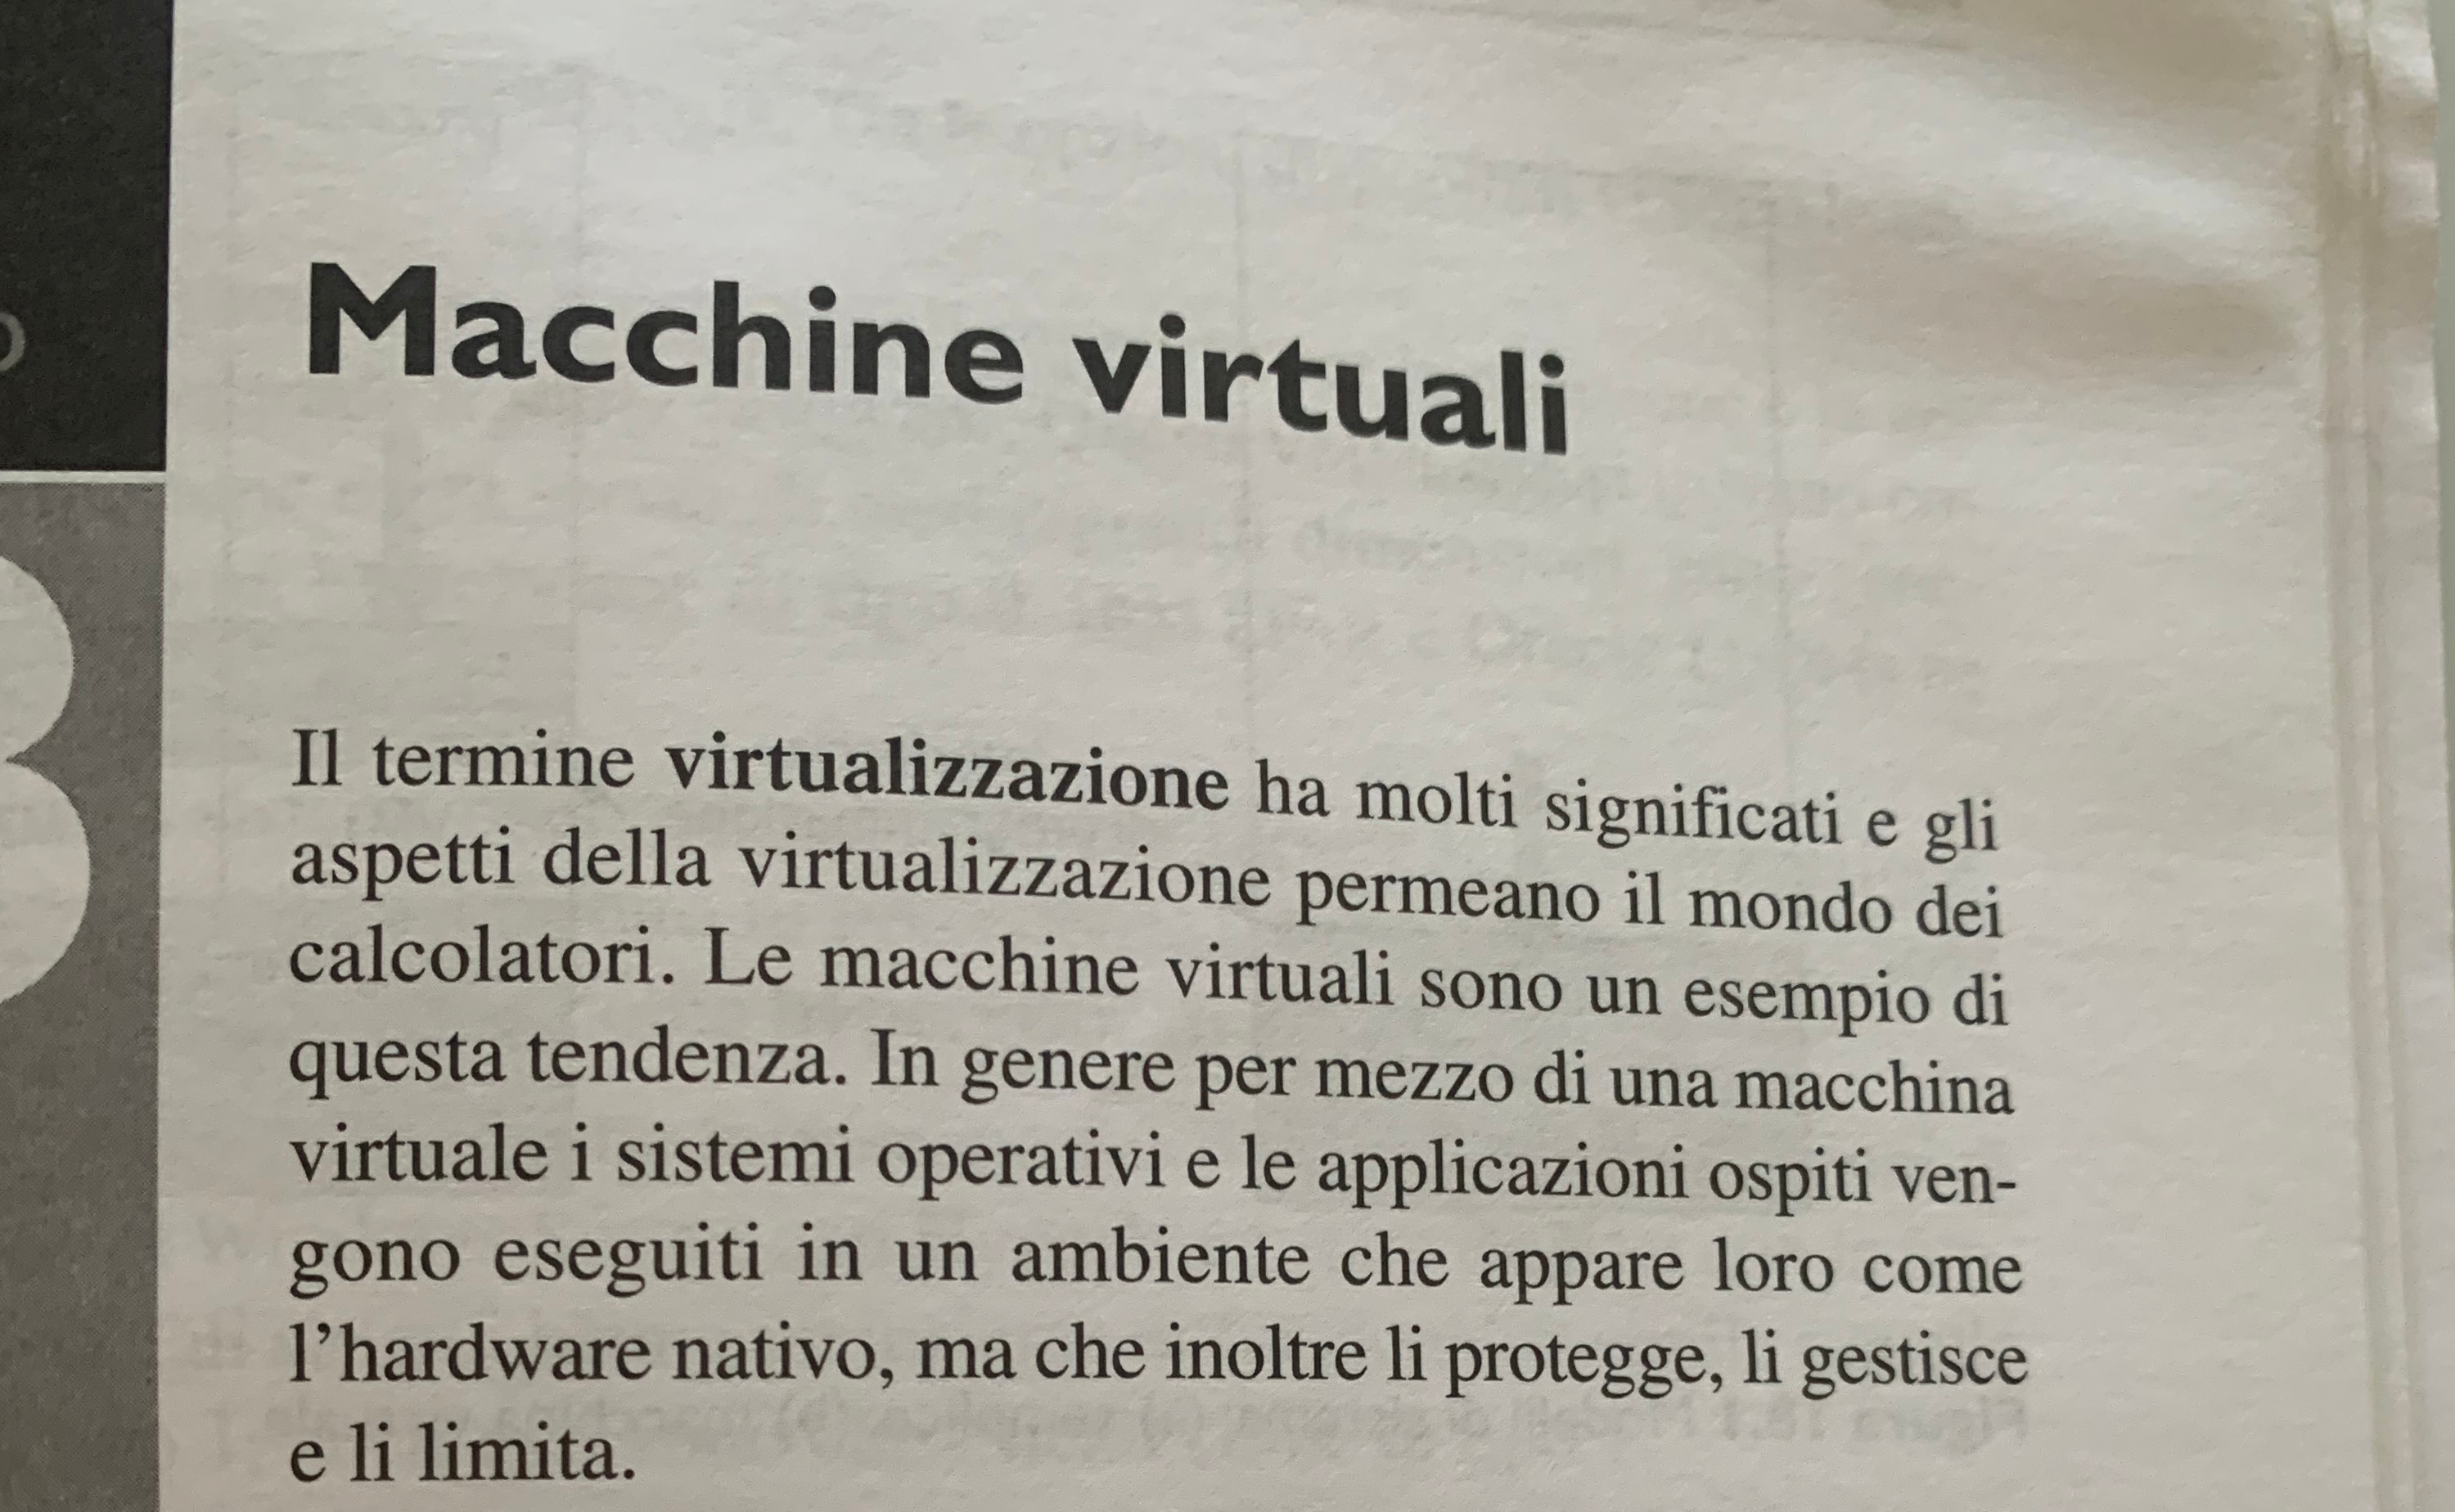 Macchine virtuali
Il termine virtualizzazione ha molti significati e gli
aspetti della virtualizzazione permeano il mondo dei
calcolatori. Le macchine virtuali sono un esempio di
questa tendenza. In genere per mezzo di una macchina
virtuale i sistemi operativi e le applicazioni ospiti ven-
gono eseguiti in un ambiente che appare loro come
l’hardware nativo, ma che inoltre li protegge, li gestisce
e li limita.